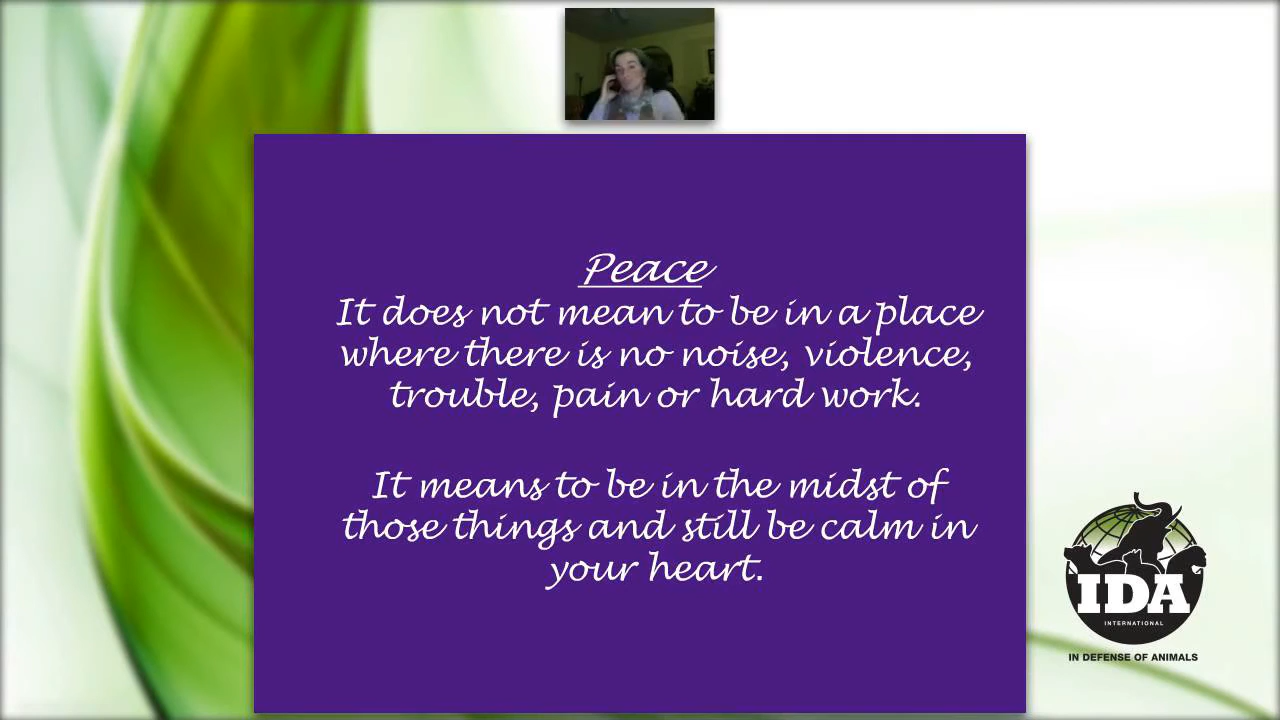 Peace
It does not mean to be in a place
where there is no noise, violence,
trouble, pain or hard work.
It means to be in the midst of
those things and still be calm in
your heart.
IDA
INTERNATIONAL
IN DEFENSE OF ANIMALS